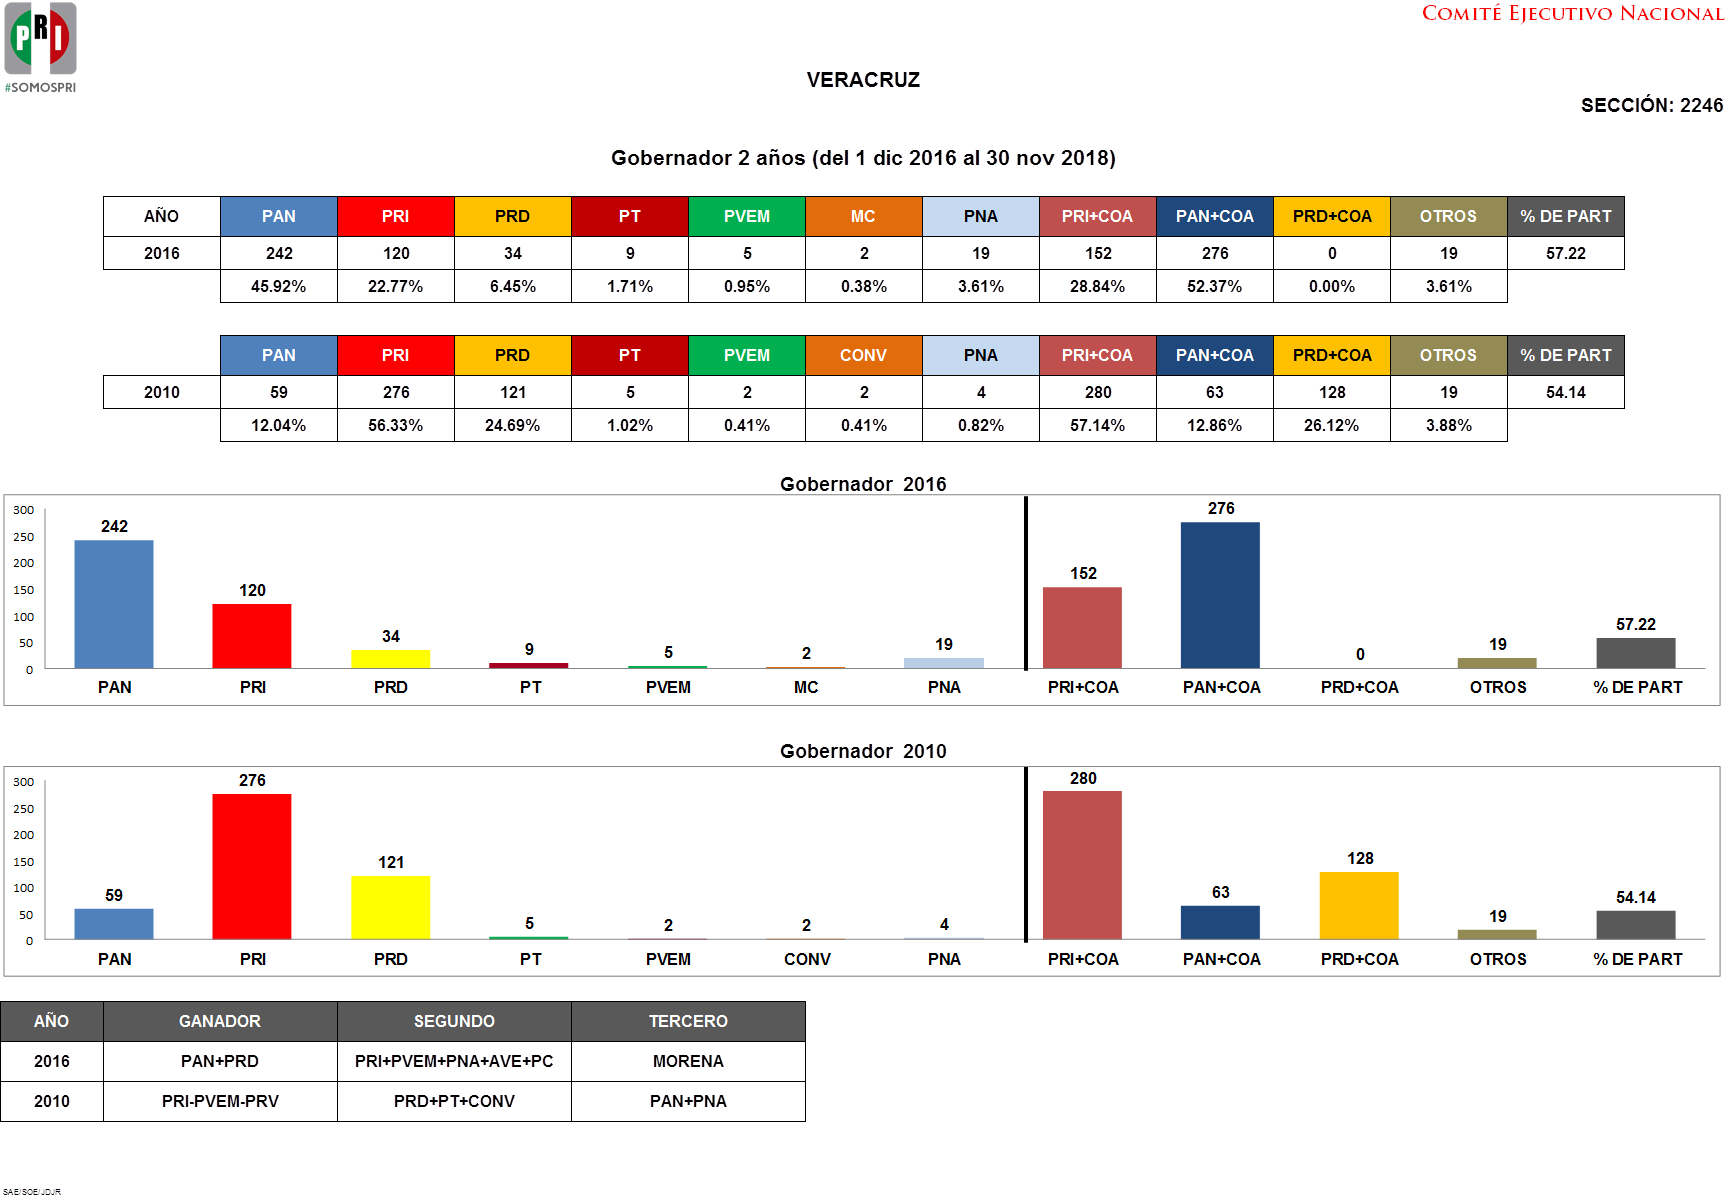 COMITÉ EJECUTIVO NACIONAL
PRI
#SOMOSPRI
VERACRUZ
SECCIÓN: 2246
Gobernador 2 años (del 1 dic 2016 al 30 nov 2018)
AÑO PAN PRI PRD PT PVEM MC PNA PRI+COA PAN+COA PRD+COA OTROS % DE PART
2016 242 120 34 9 5 2 19 152 276 0 19 57.22
45.92% 22.77% 6.45% 1.71% 0.95% 0.38% 3.61% 28.84% 52.37% 0.00% 3.61%
PAN PRI PRD PT PVEM CONV PNA PRI+COA PAN+COA PRD+COA OTROS % DE PART
2010 59 276 121 5 2 2 4 280 63 128 19 54.14
12.04% 56.33% 24.69% 1.02% 0.41% 0.41% 0.82% 57.14% 12.86% 26.12% 3.88%
Gobernador 2016
300
250
200
150
100
50
0
242 120 34 9 5 2 19 152 276 0 19 57.22
PAN PRI PRD PT PVEM MC PNA PRI+COA PAN+COA PRD+COA OTROS % DE PART
Gobernador 2010
300
250
200
150
100
50
0
59 276 121 5 2 2 4 280 63 128 19 54.14
PAN PRI PRD PT PVEM CONV PNA PRI+COA PAN+COA PRD+COA OTROS % DE PART
AÑO GANADOR SEGUNDO TERCERO
2016 PAN+PRD PRI+PVEM+PNA+AVE+PC MORENA
2010 PRI-PVEM-PRV PRD+PT+CONV PAN+PNA
SAE/SOE/JDJR